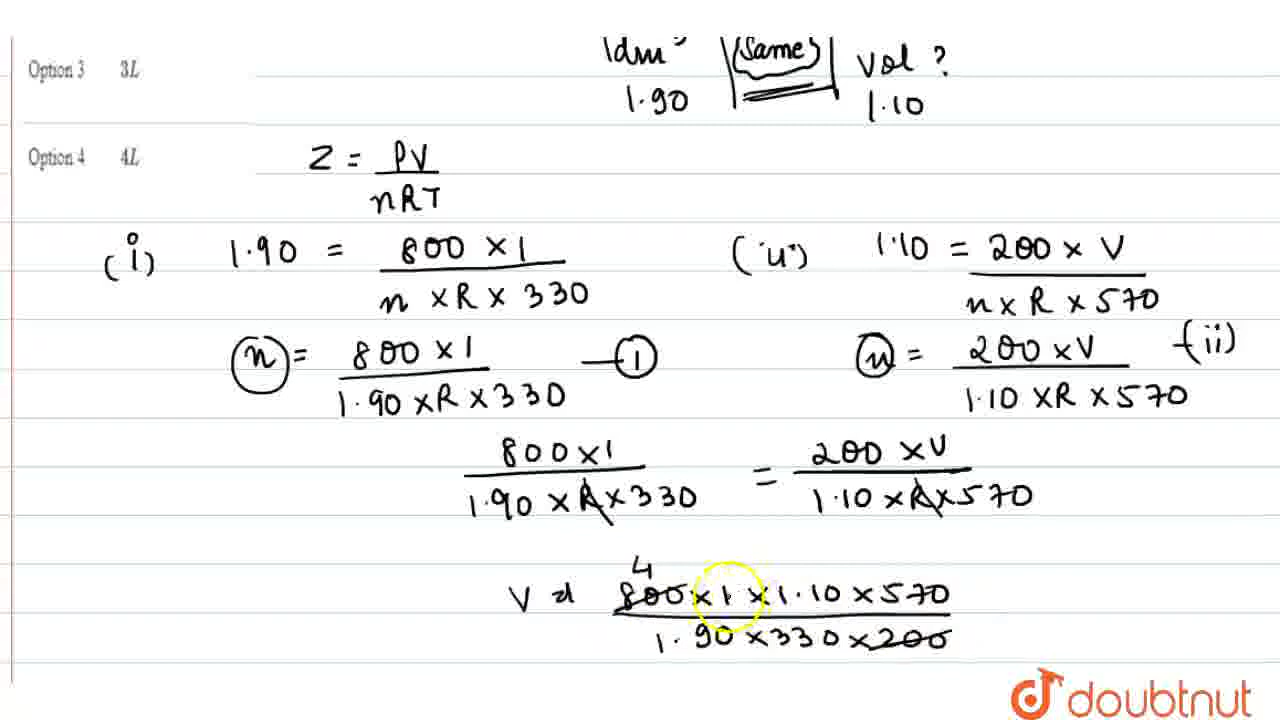 1dm³ (Same) Vol ?
Option 3 3L
1.90 1.10
Option 4 4L
Z = PV / nRT
(i) 1.90 = 800 × 1 / n × R × 330 (ii) 1.10 = 200 × V / n × R × 570
n = 800 × 1 / 1.90 × R × 330 — 1 n = 200 × V / 1.10 × R × 570 — (ii)
800 × 1 / 1.90 × R × 330 = 200 × V / 1.10 × R × 570
4
V = 800 × 1 × 1.10 × 570 / 1.90 × 330 × 200
doubtnut